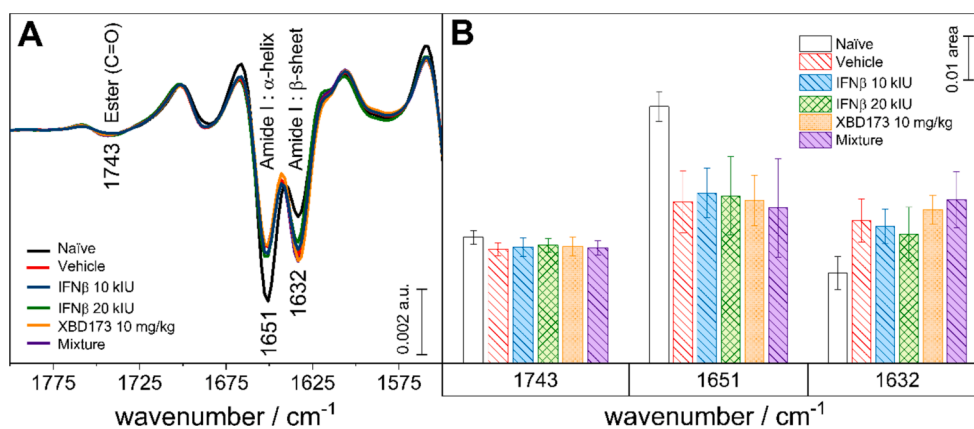 A
Ester (C=O)
1743
Amide I : α-helix
Amide I : β-sheet
1651
1632
Naïve
Vehicle
IFNβ 10 kIU
IFNβ 20 kIU
XBD173 10 mg/kg
Mixture
0.002 a.u.
1775 1725 1675 1625 1575
wavenumber / cm⁻¹
B
Naïve
Vehicle
IFNβ 10 kIU
IFNβ 20 kIU
XBD173 10 mg/kg
Mixture
0.01 area
1743 1651 1632
wavenumber / cm⁻¹